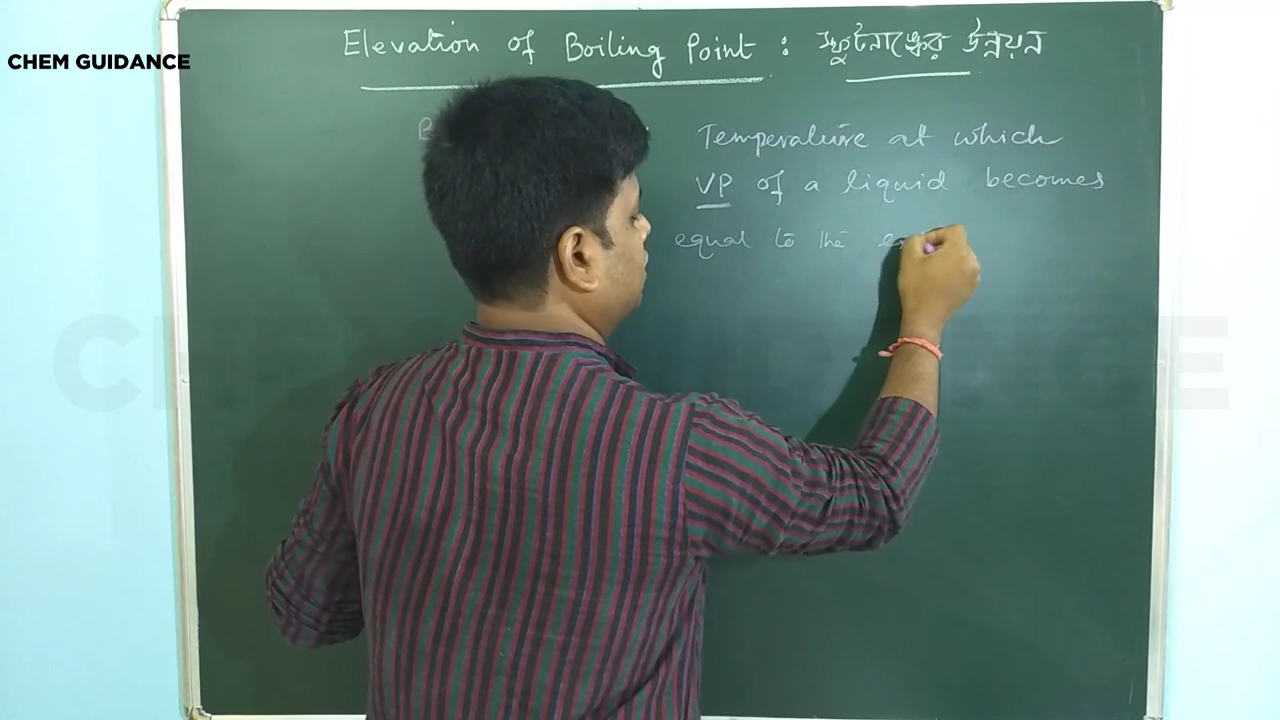 Elevation of Boiling Point : স্ফুটনাঙ্কের উন্নয়ন
CHEM GUIDANCE
Temperature at which
VP of a liquid becomes
equal to the